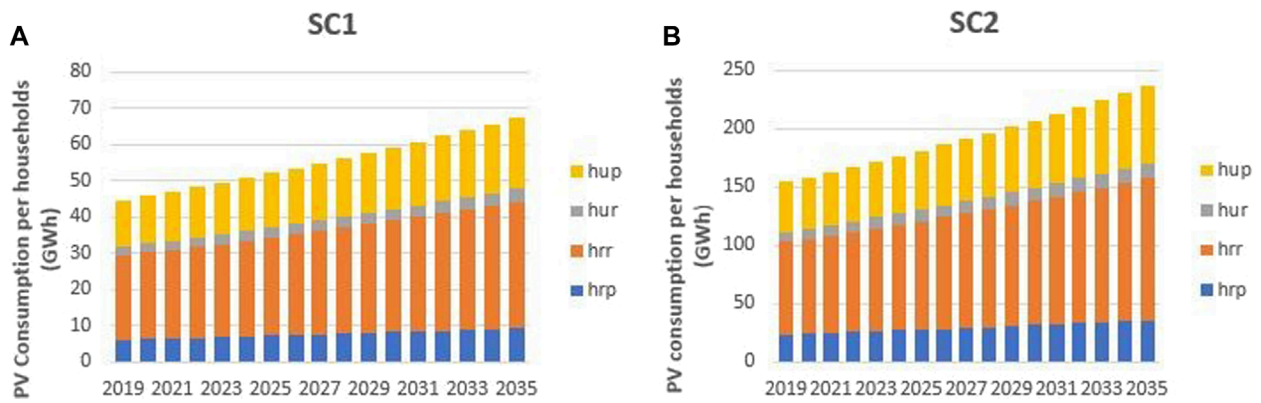 A
SC1
PV Consumption per households
(GWh)
80
70
60
50
40
30
20
10
0
2019 2021 2023 2025 2027 2029 2031 2033 2035
hup
hur
hrr
hrp
B
SC2
PV consumption per households
(GWh)
250
200
150
100
50
0
2019 2021 2023 2025 2027 2029 2031 2033 2035
hup
hur
hrr
hrp